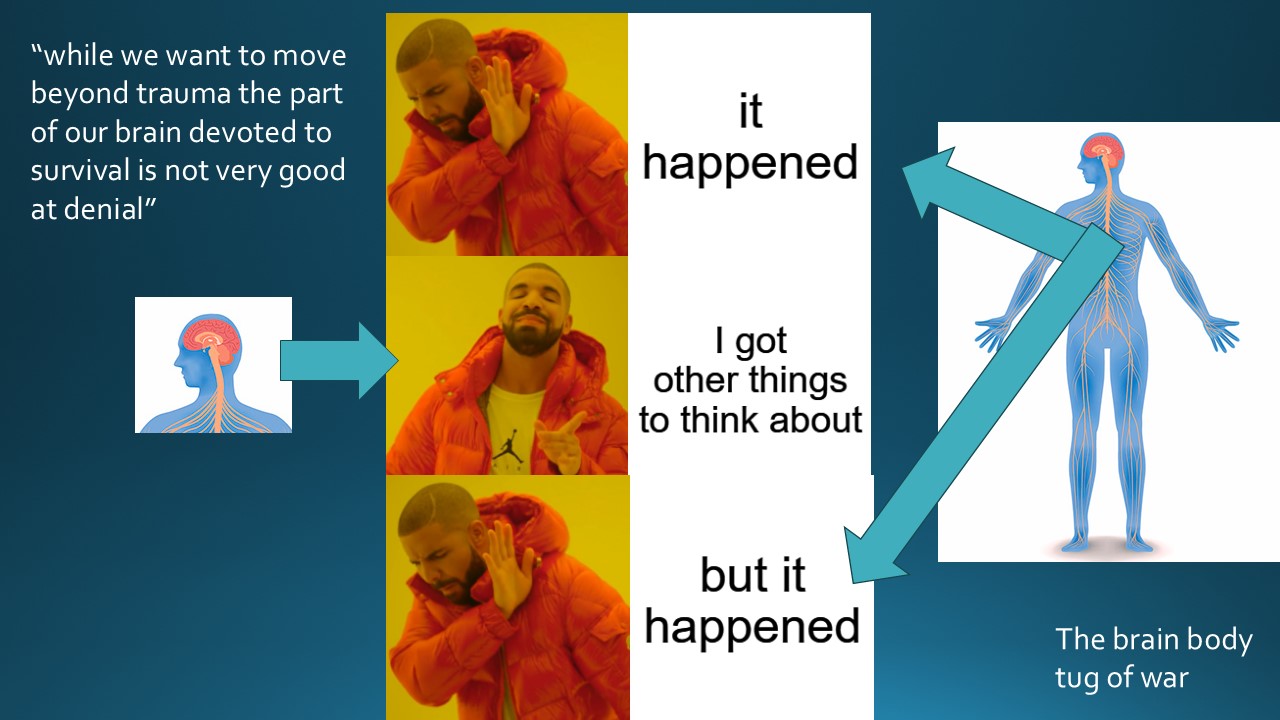 “while we want to move
beyond trauma the part
of our brain devoted to
survival is not very good
at denial”
it
happened
I got
other things
to think about
but it
happened
The brain body
tug of war